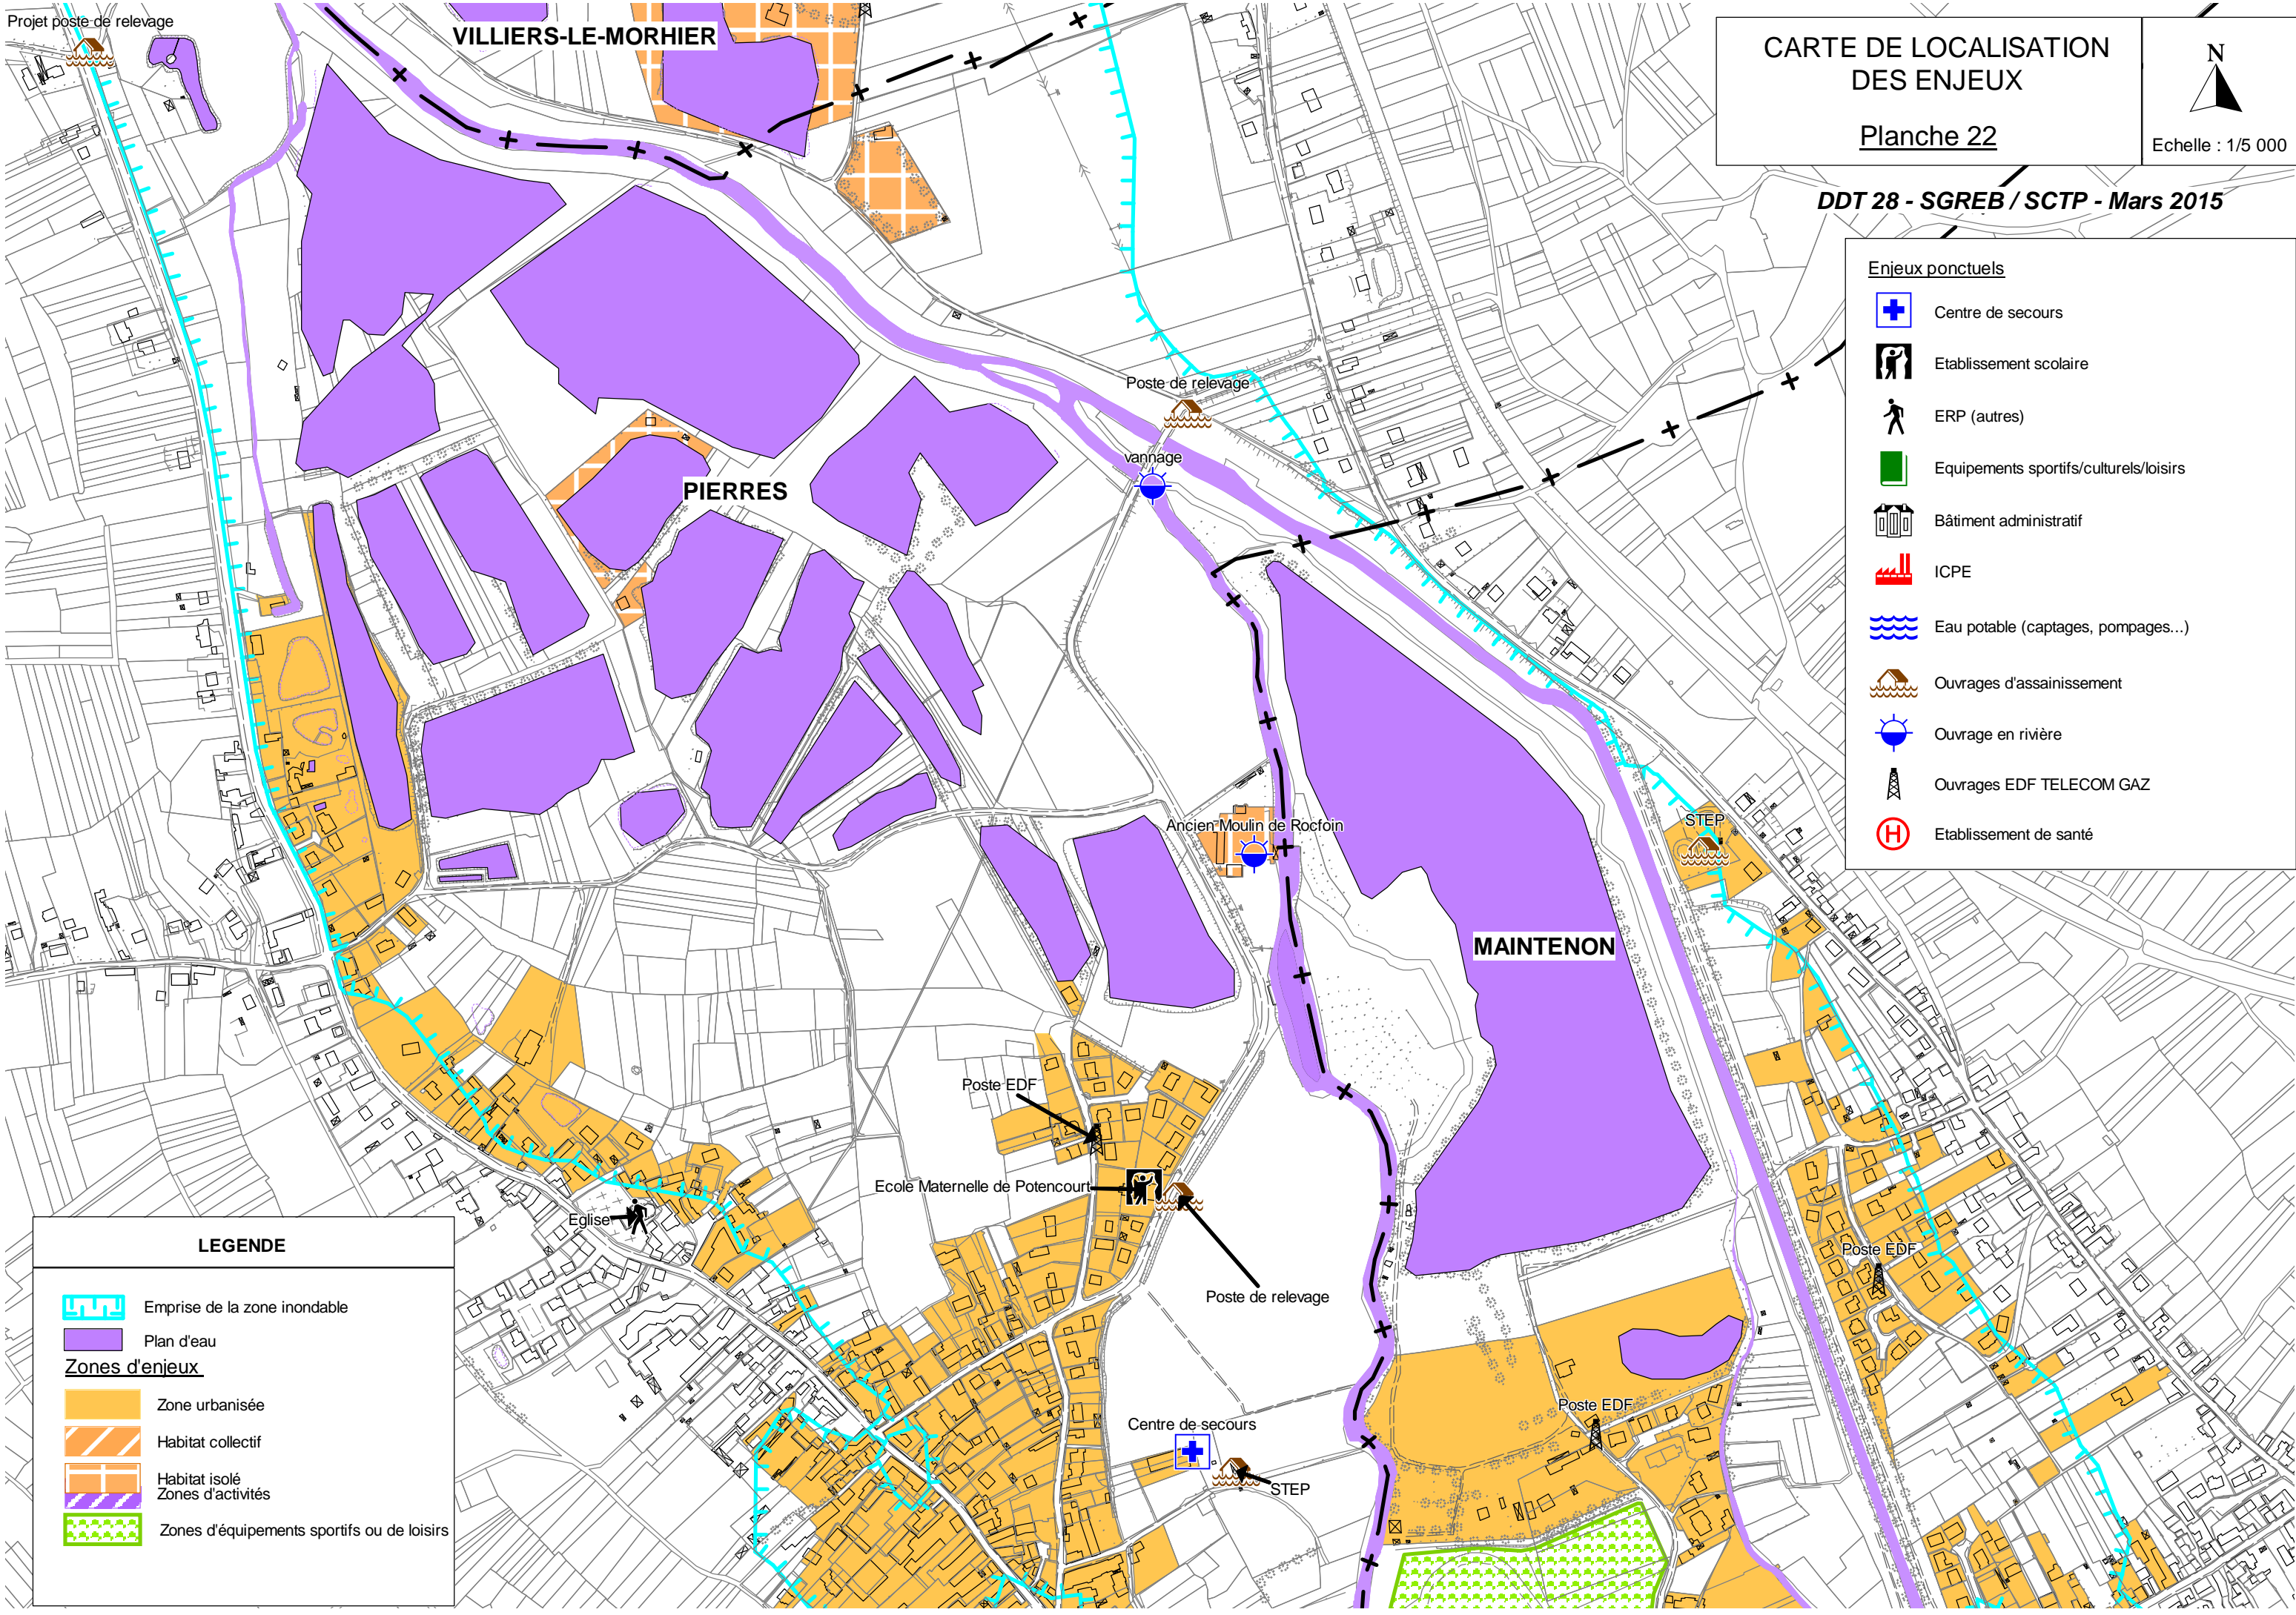 Projet poste de relevage
VILLIERS-LE-MORHIER
CARTE DE LOCALISATION
DES ENJEUX
Planche 22
N
Echelle : 1/5 000
DDT 28 - SGREB / SCTP - Mars 2015
Enjeux ponctuels
Centre de secours
Etablissement scolaire
ERP (autres)
Equipements sportifs/culturels/loisirs
Bâtiment administratif
ICPE
Eau potable (captages, pompages...)
Ouvrages d'assainissement
Ouvrage en rivière
Ouvrages EDF TELECOM GAZ
H
Etablissement de santé
Poste de relevage
vannage
PIERRES
Ancien Moulin de Rocfoin
STEP
MAINTENON
Poste EDF
Ecole Maternelle de Potencourt
Eglise
Poste de relevage
Poste EDF
Poste EDF
Centre de secours
STEP
LEGENDE
Emprise de la zone inondable
Plan d'eau
Zones d'enjeux
Zone urbanisée
Habitat collectif
Habitat isolé
Zones d'activités
Zones d'équipements sportifs ou de loisirs